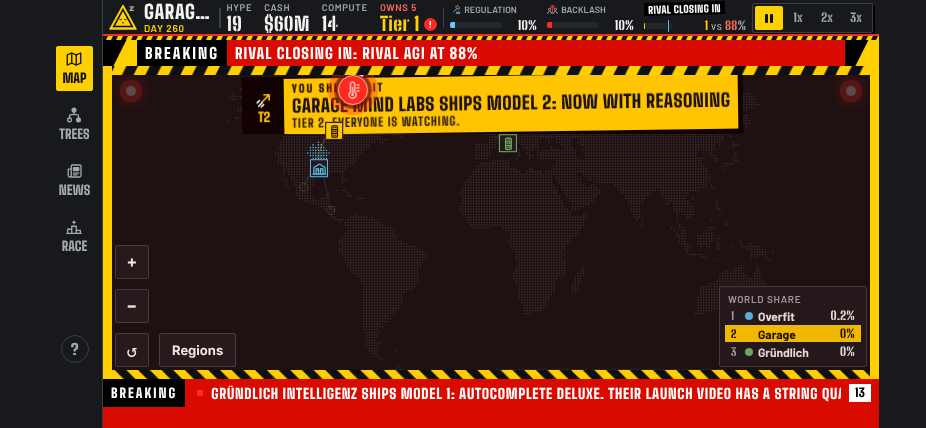 GARAG...
DAY 260
HYPE
19
CASH
$60M
COMPUTE
14
OWNS 5
Tier 1
REGULATION
10%
BACKLASH
10%
RIVAL CLOSING IN
1 vs 88%
1x
2x
3x
BREAKING
RIVAL CLOSING IN: RIVAL AGI AT 88%
MAP
TREES
NEWS
RACE
?
T2
YOU SH
GARAGE MIND LABS SHIPS MODEL 2: NOW WITH REASONING
TIER 2. EVERYONE IS WATCHING.
+
−
Regions
WORLD SHARE
1 Overfit 0.2%
2 Garage 0%
3 Gründlich 0%
BREAKING
GRÜNDLICH INTELLIGENZ SHIPS MODEL 1: AUTOCOMPLETE DELUXE. THEIR LAUNCH VIDEO HAS A STRING
13